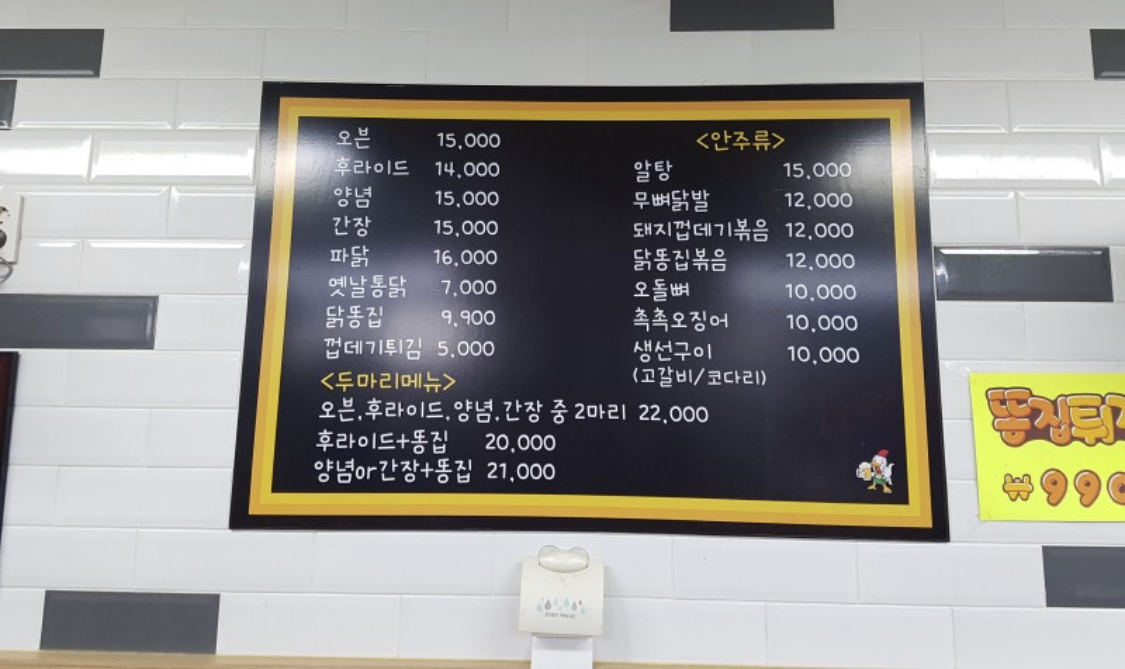 오븐 15,000
후라이드 14,000
양념 15,000
간장 15,000
파닭 16,000
옛날통닭 7,000
닭똥집 9,900
껍데기튀김 5,000
<두마리메뉴>
오븐,후라이드,양념,간장 중 2마리 22,000
후라이드+똥집 20,000
양념or간장+똥집 21,000
<안주류>
알탕 15,000
무뼈닭발 12,000
돼지껍데기볶음 12,000
닭똥집볶음 12,000
오돌뼈 10,000
촉촉오징어 10,000
생선구이 10,000
(고갈비/코다리)
똥집튀
₩990